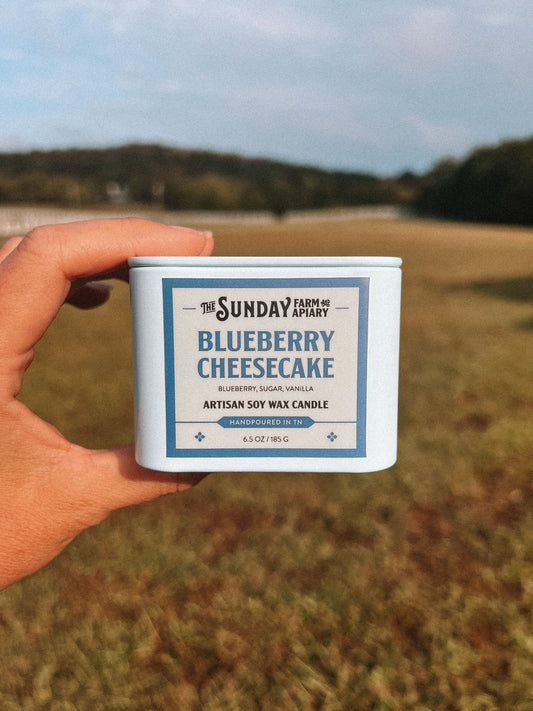 THE SUNDAY FARM AND APIARY
BLUEBERRY
CHEESECAKE
BLUEBERRY, SUGAR, VANILLA
ARTISAN SOY WAX CANDLE
HANDPOURED IN TN
6.5 OZ / 185 G